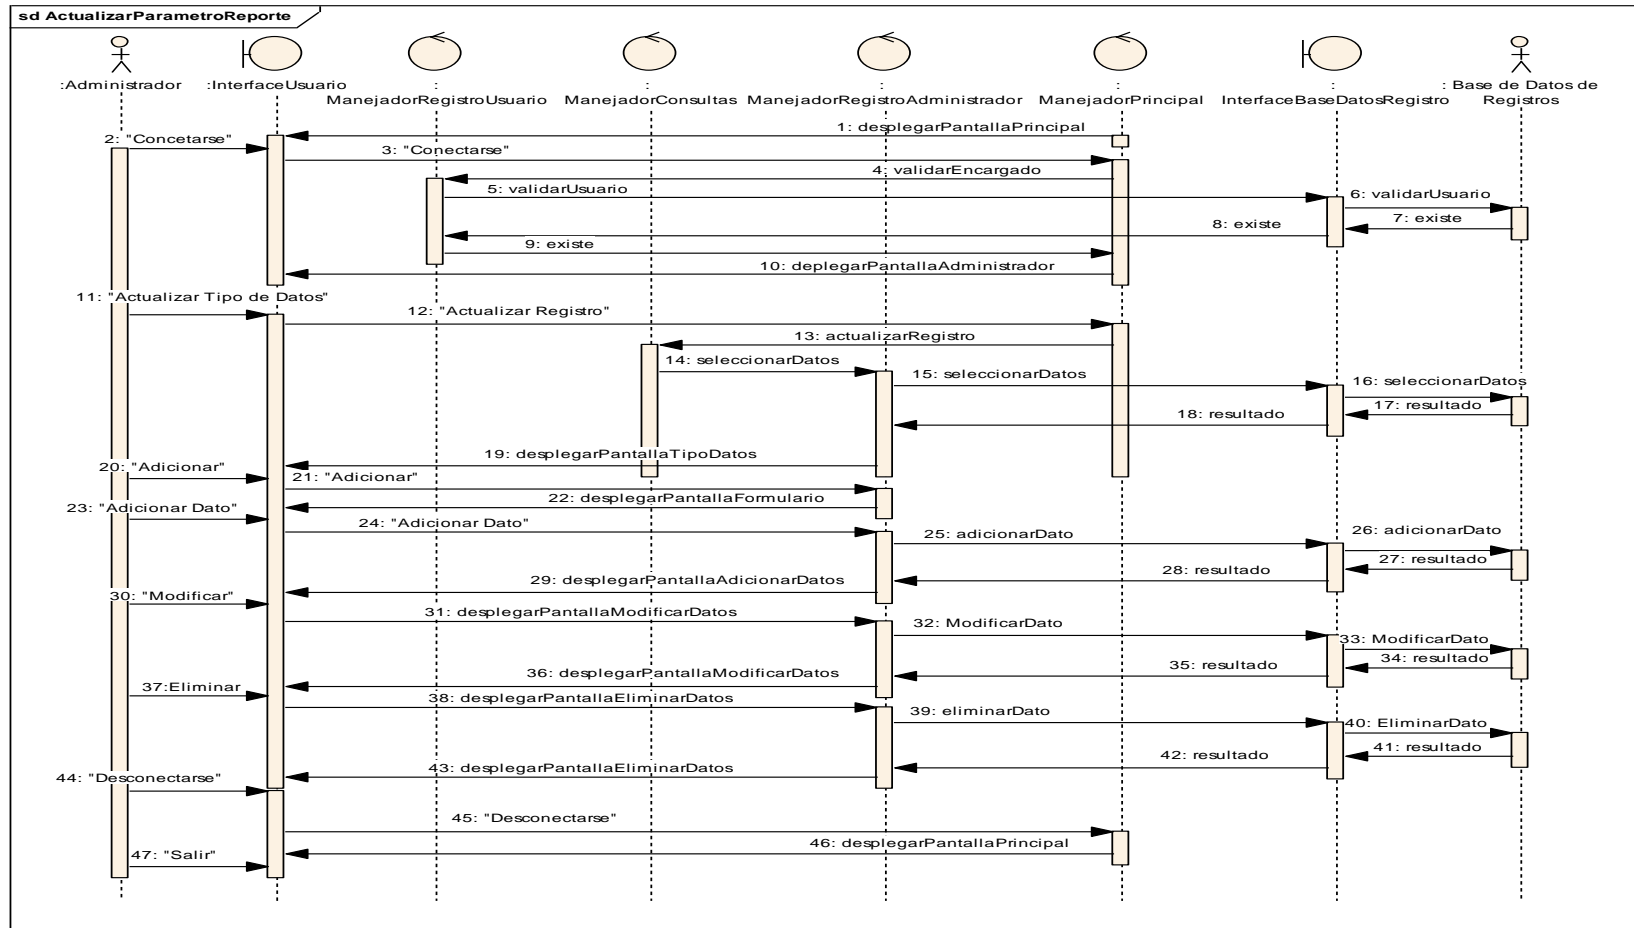 sd ActualizarParametroReporte
:Administrador
:InterfaceUsuario
:
ManejadorRegistroUsuario
:
ManejadorConsultas
:
ManejadorRegistroAdministrador
:
ManejadorPrincipal
:
InterfaceBaseDatosRegistro
: Base de Datos de
Registros
1: desplegarPantallaPrincipal
2: "Concetarse"
3: "Conectarse"
4: validarEncargado
5: validarUsuario
6: validarUsuario
7: existe
8: existe
9: existe
10: deplegarPantallaAdministrador
11: "Actualizar Tipo de Datos"
12: "Actualizar Registro"
13: actualizarRegistro
14: seleccionarDatos
15: seleccionarDatos
16: seleccionarDatos
17: resultado
18: resultado
19: desplegarPantallaTipoDatos
20: "Adicionar"
21: "Adicionar"
22: desplegarPantallaFormulario
23: "Adicionar Dato"
24: "Adicionar Dato"
25: adicionarDato
26: adicionarDato
27: resultado
28: resultado
29: desplegarPantallaAdicionarDatos
30: "Modificar"
31: desplegarPantallaModificarDatos
32: ModificarDato
33: ModificarDato
34: resultado
35: resultado
36: desplegarPantallaModificarDatos
37:Eliminar
38: desplegarPantallaEliminarDatos
39: eliminarDato
40: EliminarDato
41: resultado
42: resultado
43: desplegarPantallaEliminarDatos
44: "Desconectarse"
45: "Desconectarse"
46: desplegarPantallaPrincipal
47: "Salir"